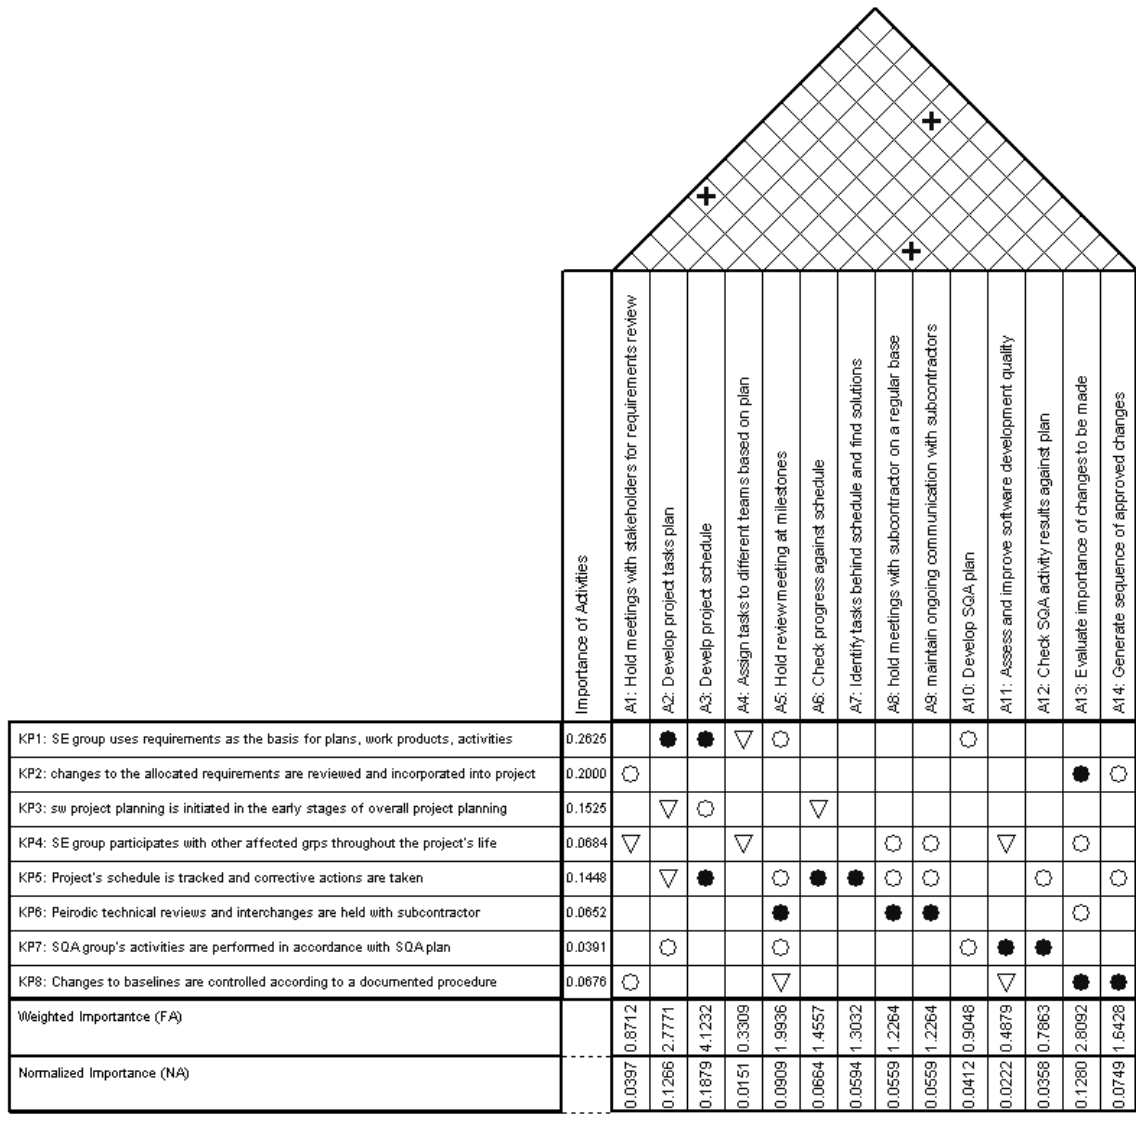 +
+
+
Importance of Activities
A1: Hold meetings with stakeholders for requirements review
A2: Develop project tasks plan
A3: Develp project schedule
A4: Assign tasks to different teams based on plan
A5: Hold review meeting at milestones
A6: Check progress against schedule
A7: Identify tasks behind schedule and find solutions
A8: hold meetings with subcontractor on a regular base
A9: maintain ongoing communication with subcontractors
A10: Develop SQA plan
A11: Assess and improve software development quality
A12: Check SQA activity results against plan
A13: Evaluate importance of changes to be made
A14: Generate sequence of approved changes
KP1: SE group uses requirements as the basis for plans, work products, activities 0.2625
KP2: changes to the allocated requirements are reviewed and incorporated into project 0.2000
KP3: sw project planning is initiated in the early stages of overall project planning 0.1525
KP4: SE group participates with other affected grps throughout the project's life 0.0684
KP5: Project's schedule is tracked and corrective actions are taken 0.1448
KP6: Peirodic technical reviews and interchanges are held with subcontractor 0.0652
KP7: SQA group's activities are performed in accordance with SQA plan 0.0391
KP8: Changes to baselines are controlled according to a documented procedure 0.0676
Weighted Importantce (FA) 0.8712 2.7771 4.1232 0.3309 1.9936 1.4557 1.3032 1.2264 1.2264 0.9048 0.4879 0.7863 2.8092 1.6428
Normalized Importance (NA) 0.0397 0.1266 0.1879 0.0151 0.0909 0.0664 0.0594 0.0559 0.0559 0.0412 0.0222 0.0358 0.1280 0.0749